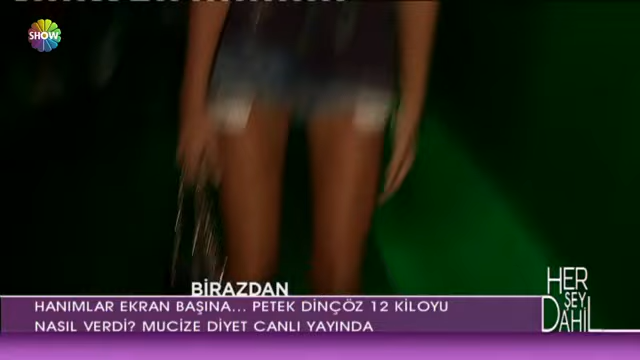 SHOW
BİRAZDAN
HANIMLAR EKRAN BAŞINA... PETEK DİNÇÖZ 12 KİLOYU
NASIL VERDİ? MUCİZE DİYET CANLI YAYINDA
HER
ŞEY
DAHİL